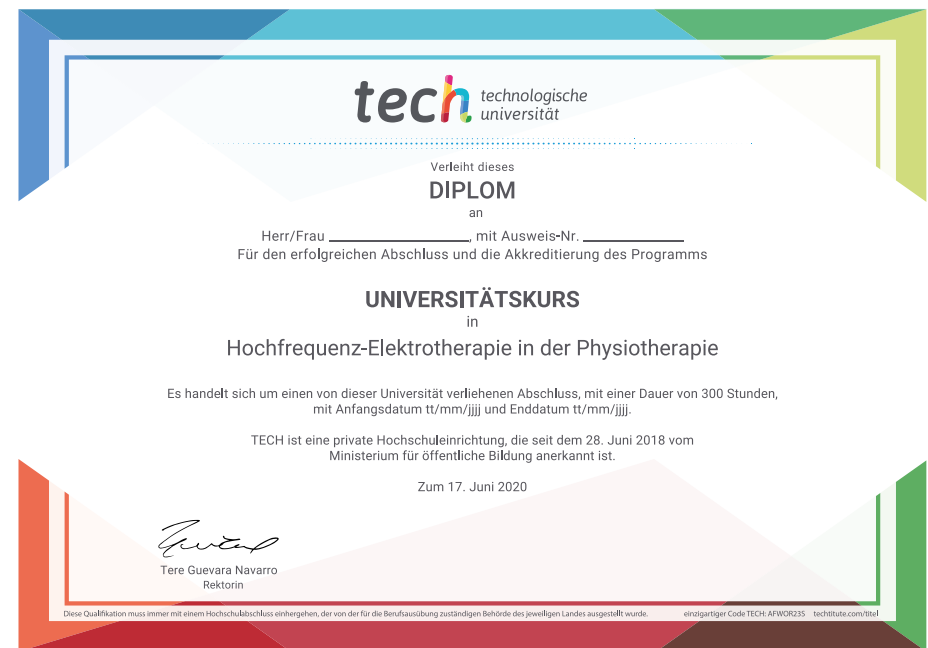 tech technologische
universität
Verleiht dieses
DIPLOM
an
Herr/Frau ____________________, mit Ausweis-Nr. ______________
Für den erfolgreichen Abschluss und die Akkreditierung des Programms
UNIVERSITÄTSKURS
in
Hochfrequenz-Elektrotherapie in der Physiotherapie
Es handelt sich um einen von dieser Universität verliehenen Abschluss, mit einer Dauer von 300 Stunden,
mit Anfangsdatum tt/mm/jjjj und Enddatum tt/mm/jjjj.
TECH ist eine private Hochschuleinrichtung, die seit dem 28. Juni 2018 vom
Ministerium für öffentliche Bildung anerkannt ist.
Zum 17. Juni 2020
Tere Guevara Navarro
Rektorin
Diese Qualifikation muss immer mit einem Hochschulabschluss einhergehen, der von der für die Berufsausübung zuständigen Behörde des jeweiligen Landes ausgestellt wurde. einzigartiger Code TECH: AFWOR23S techtitute.com/titel